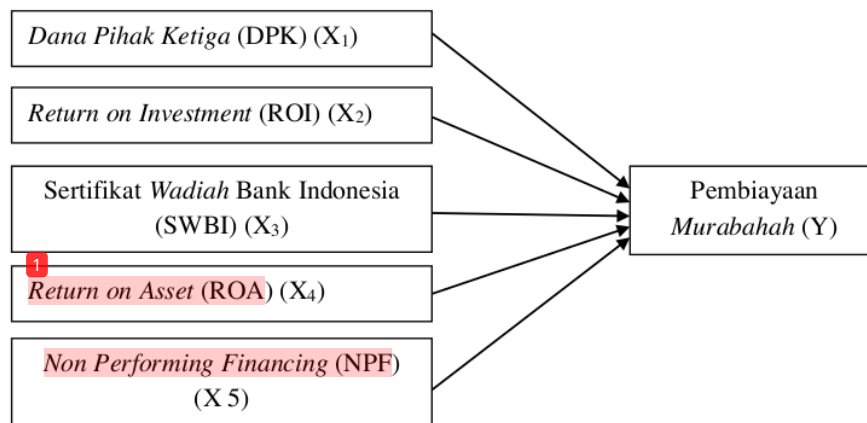 Dana Pihak Ketiga (DPK) (X₁)
Return on Investment (ROI) (X₂)
Sertifikat Wadiah Bank Indonesia
(SWBI) (X₃)
Pembiayaan
Murabahah (Y)
1
Return on Asset (ROA) (X₄)
Non Performing Financing (NPF)
(X 5)